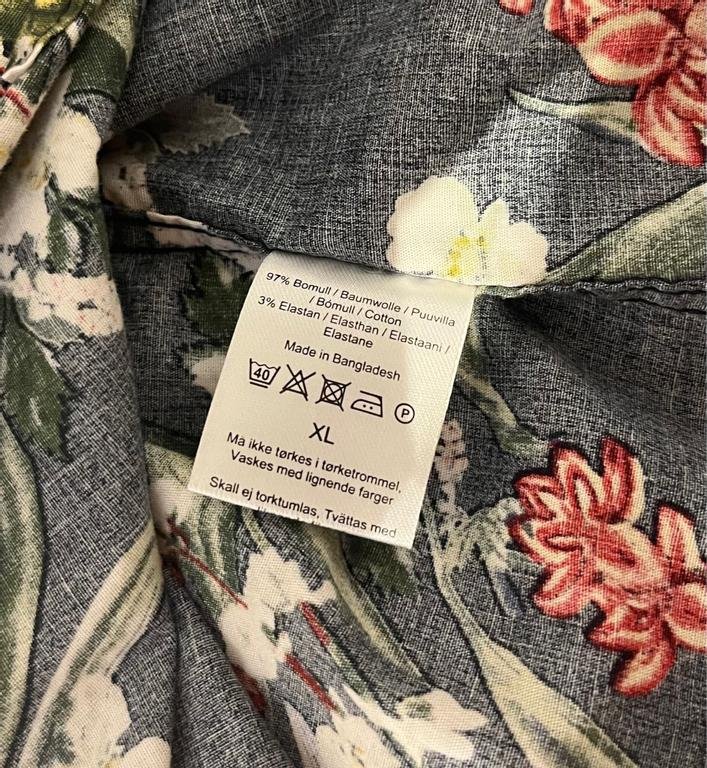 97% Bomull / Baumwolle / Puuvilla
/ Bómull / Cotton
3% Elastan / Elasthan / Elastaani /
Elastane
Made in Bangladesh
40 P
XL
Må ikke tørkes i tørketrommel,
Vaskes med lignende farger
Skall ej torktumlas, Tvättas med